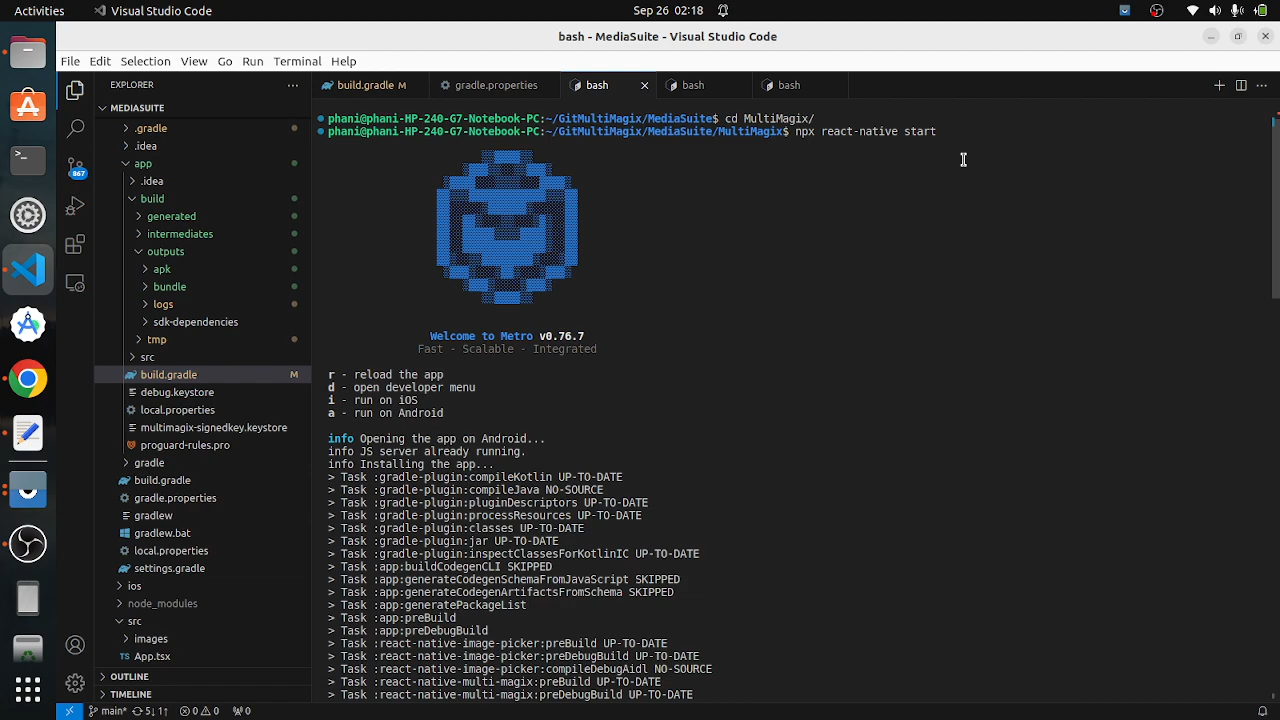 Activities
Visual Studio Code
Sep 26 02:18
bash - MediaSuite - Visual Studio Code
File Edit Selection View Go Run Terminal Help
EXPLORER
build.gradle M
gradle.properties
bash
bash
bash
MEDIASUITE
.gradle
.idea
app
.idea
build
generated
intermediates
outputs
apk
bundle
logs
sdk-dependencies
tmp
src
build.gradle M
debug.keystore
local.properties
multimagix-signedkey.keystore
proguard-rules.pro
gradle
build.gradle
gradle.properties
gradlew
gradlew.bat
local.properties
settings.gradle
ios
node_modules
src
images
App.tsx
OUTLINE
TIMELINE
867
phani@phani-HP-240-G7-Notebook-PC:~/GitMultiMagix/MediaSuite$ cd MultiMagix/
phani@phani-HP-240-G7-Notebook-PC:~/GitMultiMagix/MediaSuite/MultiMagix$ npx react-native start
Welcome to Metro v0.76.7
Fast - Scalable - Integrated
r - reload the app
d - open developer menu
i - run on iOS
a - run on Android
info Opening the app on Android...
info JS server already running.
info Installing the app...
> Task :gradle-plugin:compileKotlin UP-TO-DATE
> Task :gradle-plugin:compileJava NO-SOURCE
> Task :gradle-plugin:pluginDescriptors UP-TO-DATE
> Task :gradle-plugin:processResources UP-TO-DATE
> Task :gradle-plugin:classes UP-TO-DATE
> Task :gradle-plugin:jar UP-TO-DATE
> Task :gradle-plugin:inspectClassesForKotlinIC UP-TO-DATE
> Task :app:buildCodegenCLI SKIPPED
> Task :app:generateCodegenSchemaFromJavaScript SKIPPED
> Task :app:generateCodegenArtifactsFromSchema SKIPPED
> Task :app:generatePackageList
> Task :app:preBuild
> Task :app:preDebugBuild
> Task :react-native-image-picker:preBuild UP-TO-DATE
> Task :react-native-image-picker:preDebugBuild UP-TO-DATE
> Task :react-native-image-picker:compileDebugAidl NO-SOURCE
> Task :react-native-multi-magix:preBuild UP-TO-DATE
> Task :react-native-multi-magix:preDebugBuild UP-TO-DATE
main* 5↓ 1↑ 0 0 0